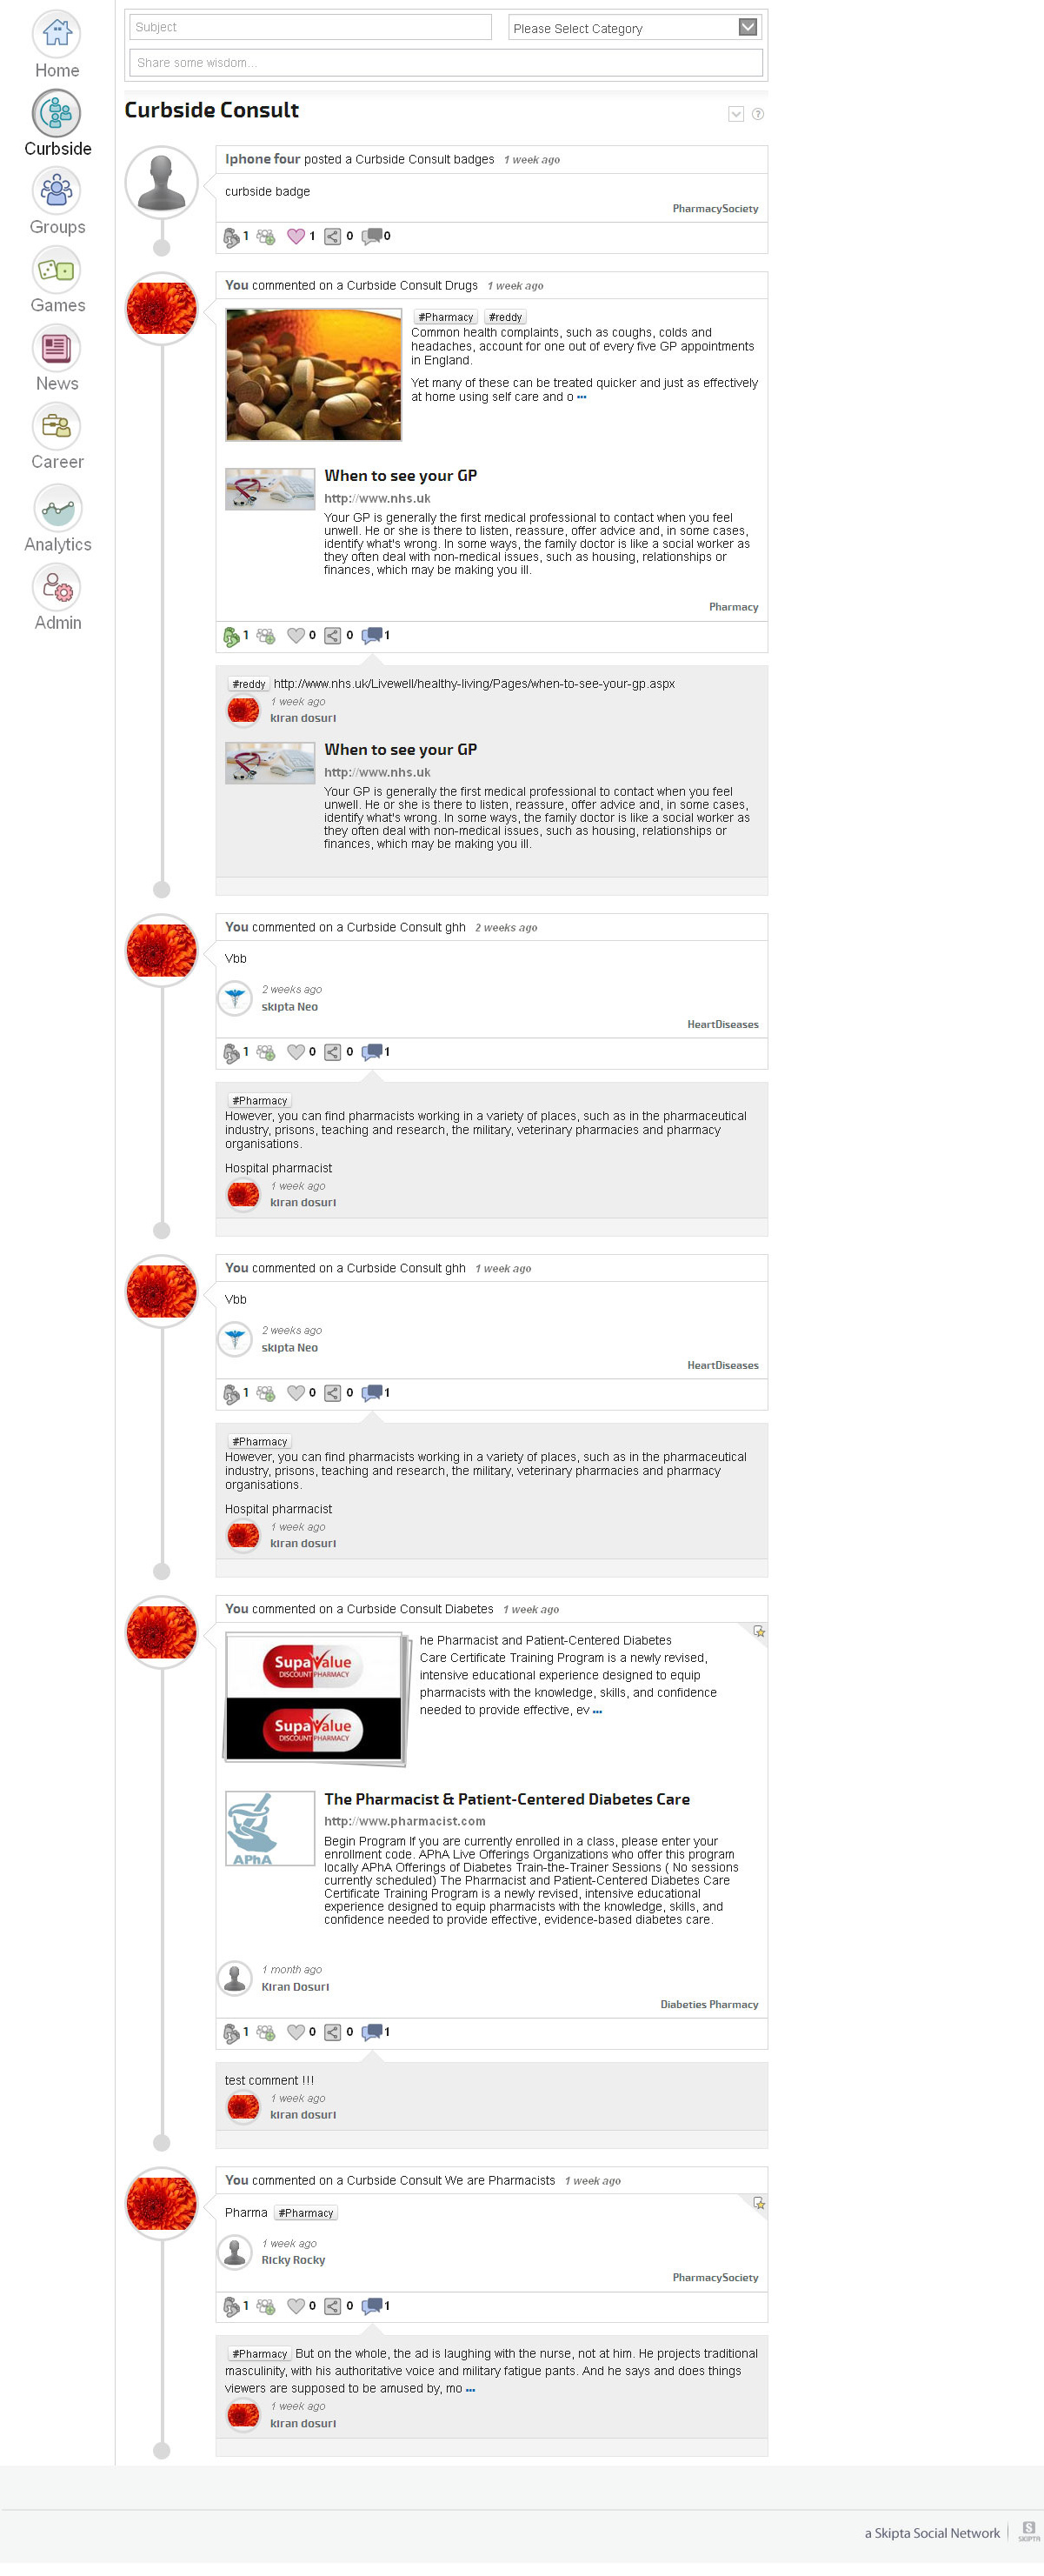 Home
Curbside
Groups
Games
News
Career
Analytics
Admin
Subject
Please Select Category
Share some wisdom...
Curbside Consult
Iphone four posted a Curbside Consult badges 1 week ago
curbside badge
PharmacySociety
1 1 0 0
You commented on a Curbside Consult Drugs 1 week ago
#Pharmacy #reddy
Common health complaints, such as coughs, colds and
headaches, account for one out of every five GP appointments
in England.
Yet many of these can be treated quicker and just as effectively
at home using self care and o ...
When to see your GP
http://www.nhs.uk
Your GP is generally the first medical professional to contact when you feel
unwell. He or she is there to listen, reassure, offer advice and, in some cases,
identify what's wrong. In some ways, the family doctor is like a social worker as
they often deal with non-medical issues, such as housing, relationships or
finances, which may be making you ill.
Pharmacy
1 0 0 1
#reddy http://www.nhs.uk/Livewell/healthy-living/Pages/when-to-see-your-gp.aspx
1 week ago
kiran dosuri
When to see your GP
http://www.nhs.uk
Your GP is generally the first medical professional to contact when you feel
unwell. He or she is there to listen, reassure, offer advice and, in some cases,
identify what's wrong. In some ways, the family doctor is like a social worker as
they often deal with non-medical issues, such as housing, relationships or
finances, which may be making you ill.
You commented on a Curbside Consult ghh 2 weeks ago
Vbb
2 weeks ago
skipta Neo
HeartDiseases
1 0 0 1
#Pharmacy
However, you can find pharmacists working in a variety of places, such as in the pharmaceutical
industry, prisons, teaching and research, the military, veterinary pharmacies and pharmacy
organisations.
Hospital pharmacist
1 week ago
kiran dosuri
You commented on a Curbside Consult ghh 1 week ago
Vbb
2 weeks ago
skipta Neo
HeartDiseases
1 0 0 1
#Pharmacy
However, you can find pharmacists working in a variety of places, such as in the pharmaceutical
industry, prisons, teaching and research, the military, veterinary pharmacies and pharmacy
organisations.
Hospital pharmacist
1 week ago
kiran dosuri
You commented on a Curbside Consult Diabetes 1 week ago
SupaValue
DISCOUNT PHARMACY
SupaValue
DISCOUNT PHARMACY
he Pharmacist and Patient-Centered Diabetes
Care Certificate Training Program is a newly revised,
intensive educational experience designed to equip
pharmacists with the knowledge, skills, and confidence
needed to provide effective, ev ...
APhA
The Pharmacist & Patient-Centered Diabetes Care
http://www.pharmacist.com
Begin Program If you are currently enrolled in a class, please enter your
enrollment code. APhA Live Offerings Organizations who offer this program
locally APhA Offerings of Diabetes Train-the-Trainer Sessions ( No sessions
currently scheduled) The Pharmacist and Patient-Centered Diabetes Care
Certificate Training Program is a newly revised, intensive educational
experience designed to equip pharmacists with the knowledge, skills, and
confidence needed to provide effective, evidence-based diabetes care.
1 month ago
Kiran Dosuri
Diabeties Pharmacy
1 0 0 1
test comment !!!
1 week ago
kiran dosuri
You commented on a Curbside Consult We are Pharmacists 1 week ago
Pharma #Pharmacy
1 week ago
Ricky Rocky
PharmacySociety
1 0 0 1
#Pharmacy But on the whole, the ad is laughing with the nurse, not at him. He projects traditional
masculinity, with his authoritative voice and military fatigue pants. And he says and does things
viewers are supposed to be amused by, mo ...
1 week ago
kiran dosuri
a Skipta Social Network
SKIPTA